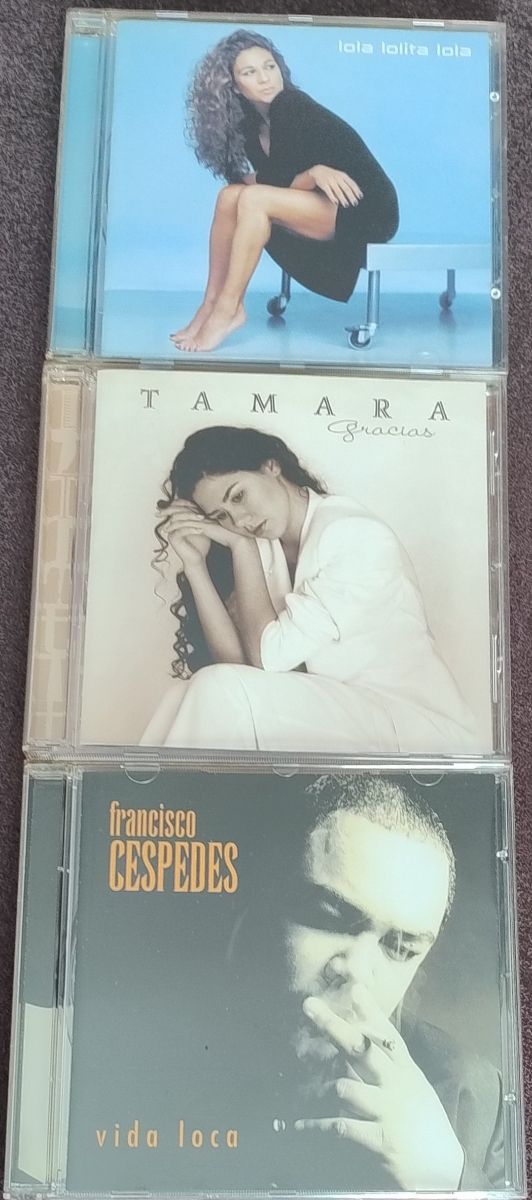 lola lolita lola
TAMARA
Gracias
francisco
CESPEDES
vida loca